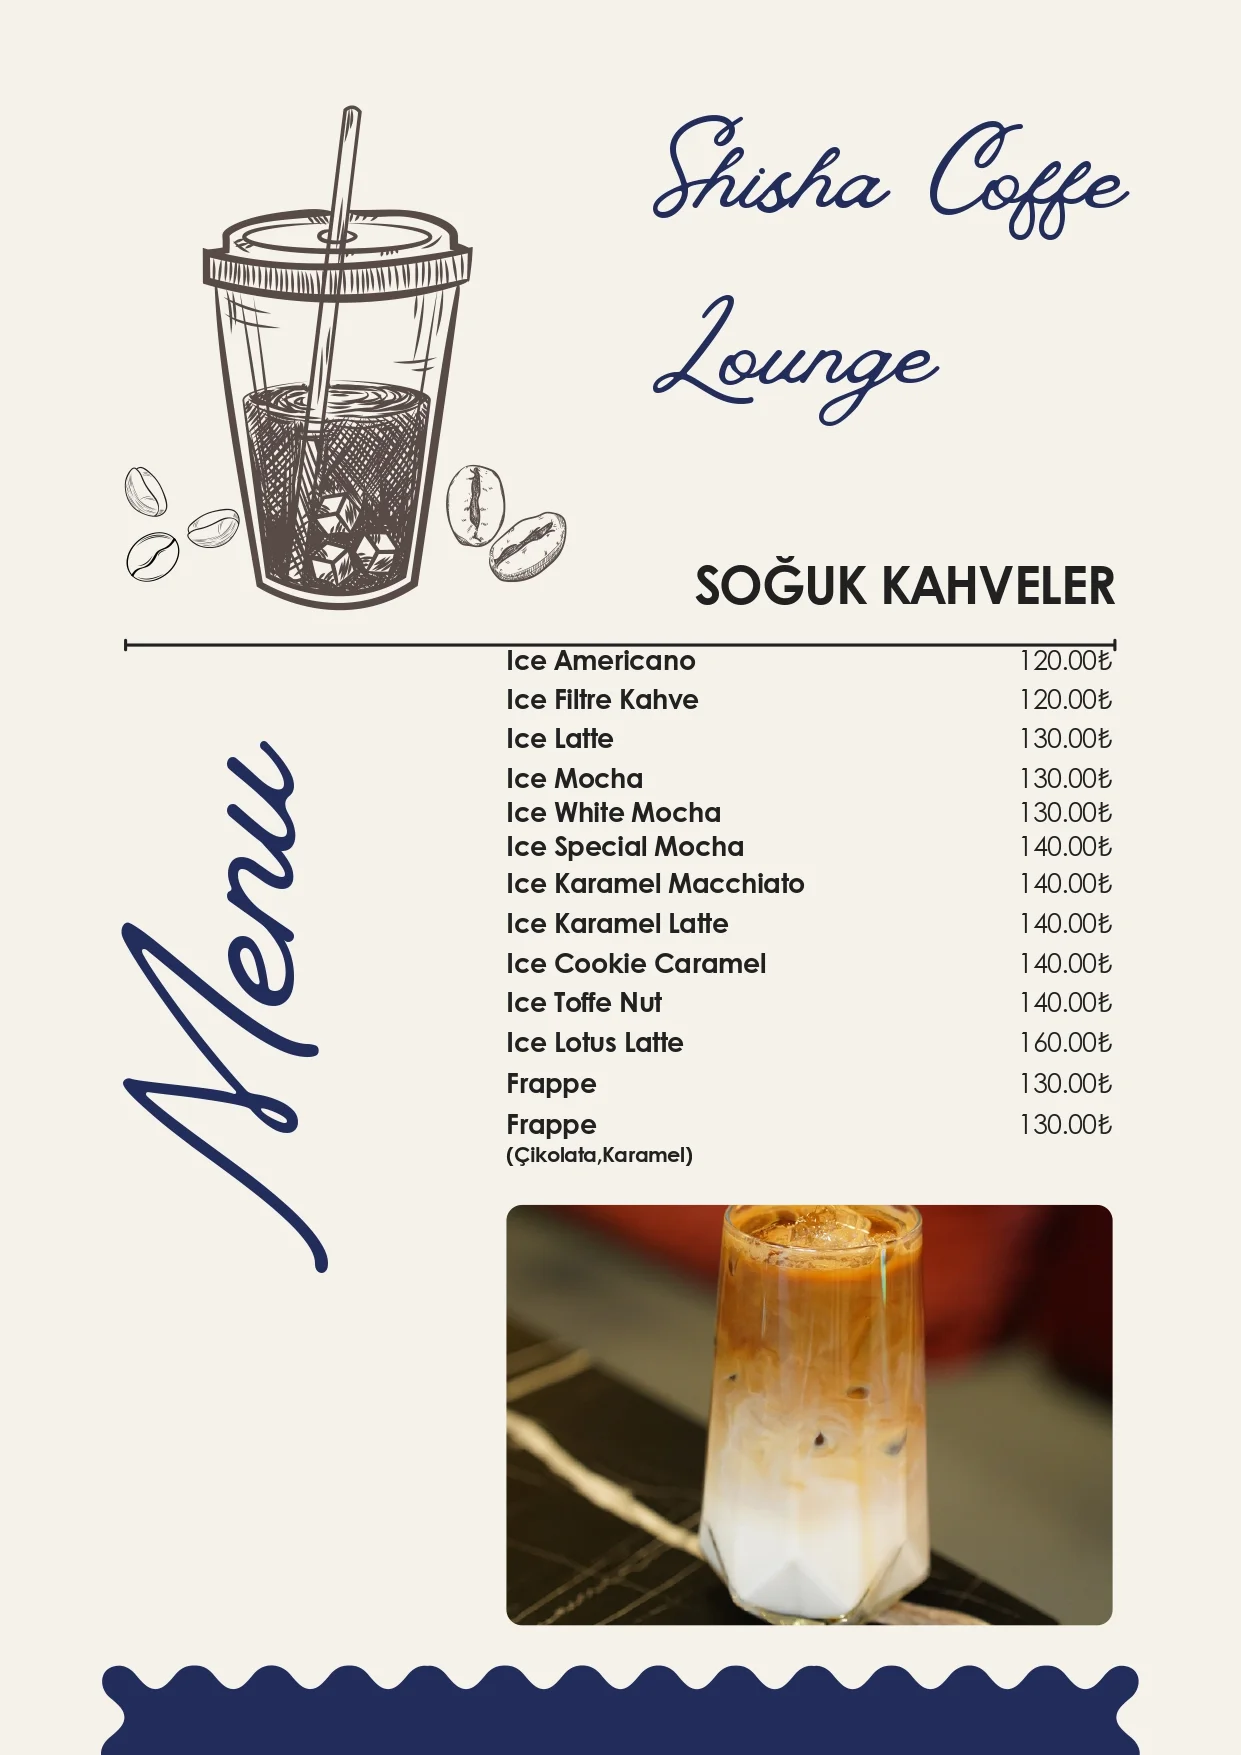 Shisha Coffe
Lounge
SOĞUK KAHVELER
Menu
Ice Americano 120.00₺
Ice Filtre Kahve 120.00₺
Ice Latte 130.00₺
Ice Mocha 130.00₺
Ice White Mocha 130.00₺
Ice Special Mocha 140.00₺
Ice Karamel Macchiato 140.00₺
Ice Karamel Latte 140.00₺
Ice Cookie Caramel 140.00₺
Ice Toffe Nut 140.00₺
Ice Lotus Latte 160.00₺
Frappe 130.00₺
Frappe 130.00₺
(Çikolata,Karamel)